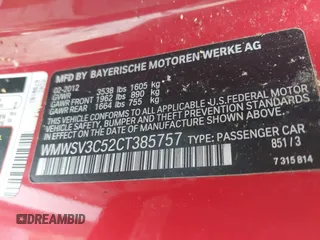 MFD BY BAYERISCHE MOTOREN WERKE AG
02-2012
GVWR 3538 lbs 1605 kg
GAWR FRONT 1962 lbs 890 kg
GAWR REAR 1664 lbs 755 kg
THIS VEHICLE CONFORMS TO ALL APPLICABLE U.S. FEDERAL MOTOR
VEHICLE SAFETY, BUMPER, AND THEFT PREVENTION STANDARDS
IN EFFECT ON THE DATE OF MANUFACTURE SHOWN ABOVE.
WMWSV3C52CT385757 TYPE: PASSENGER CAR
851 / 3
7 315 814
DREAMBID